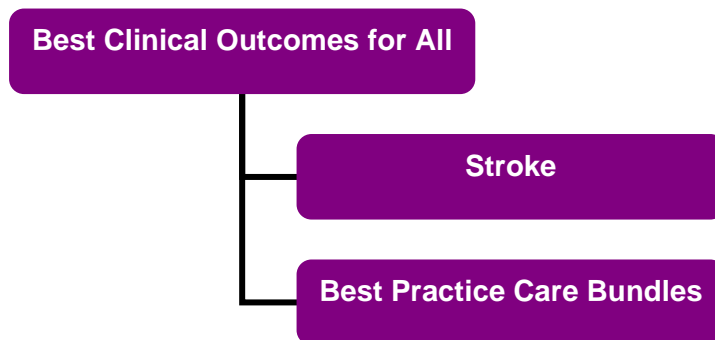 Best Clinical Outcomes for All
Stroke
Best Practice Care Bundles